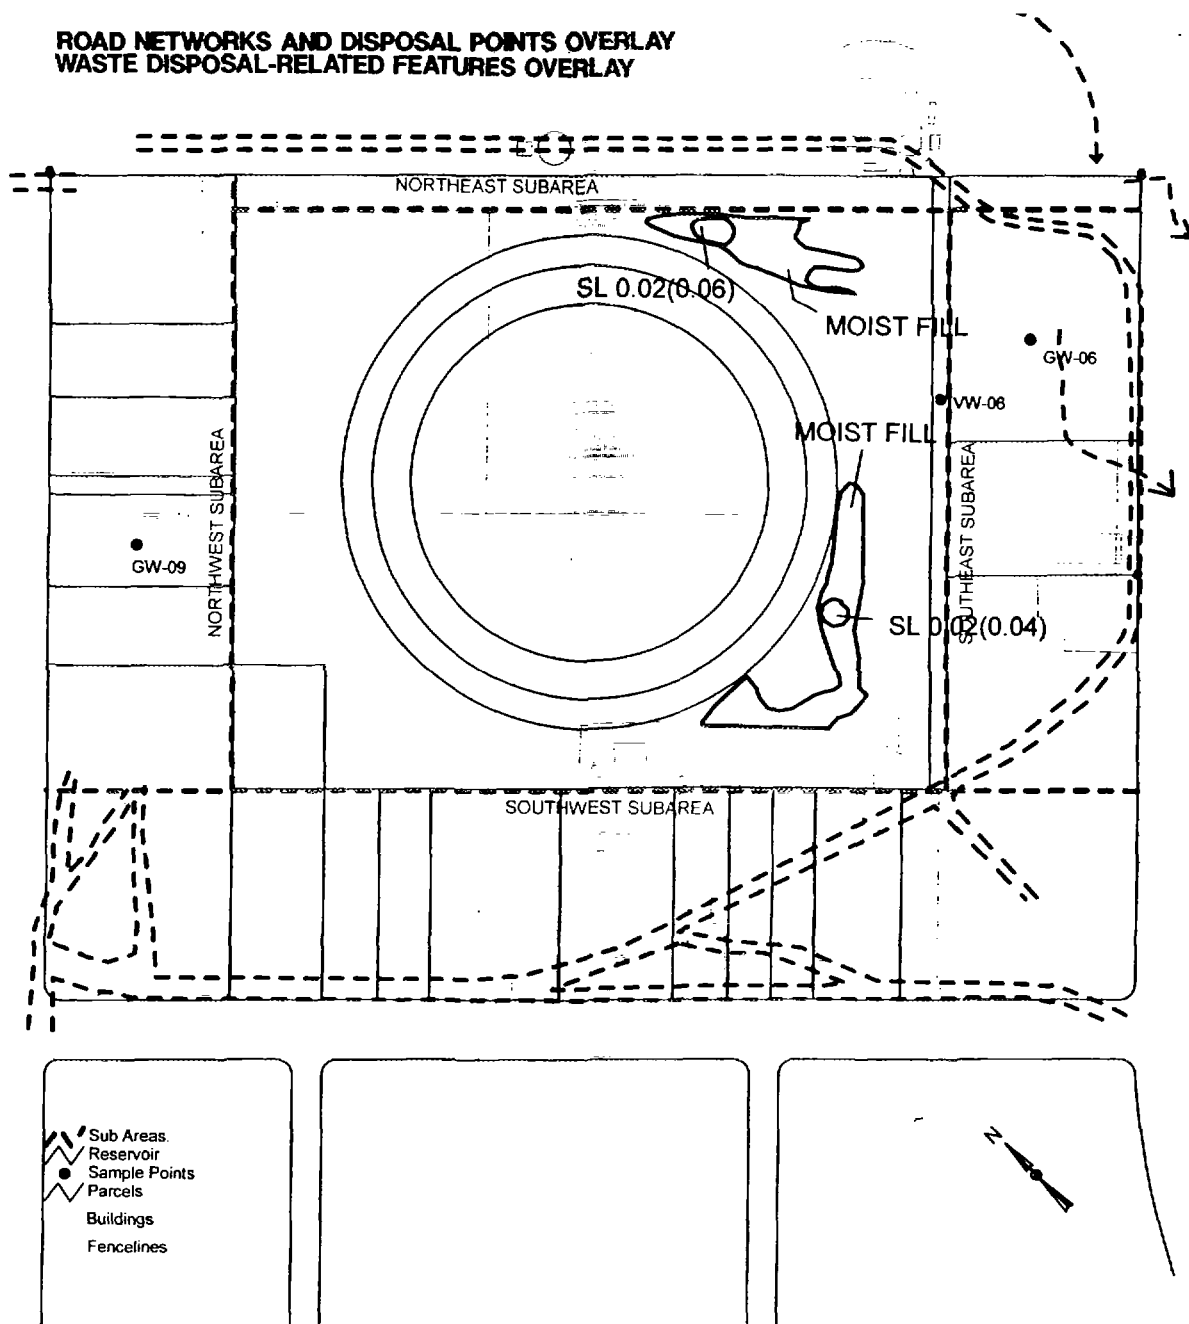 ROAD NETWORKS AND DISPOSAL POINTS OVERLAY
WASTE DISPOSAL-RELATED FEATURES OVERLAY
NORTHEAST SUBAREA
SL 0.02(0.06)
MOIST FILL
GW-06
VW-06
MOIST FILL
NORTHWEST SUBAREA
SOUTHEAST SUBAREA
GW-09
SL 0.02(0.04)
SOUTHWEST SUBAREA
Sub Areas.
Reservoir
Sample Points
Parcels
Buildings
Fencelines
N